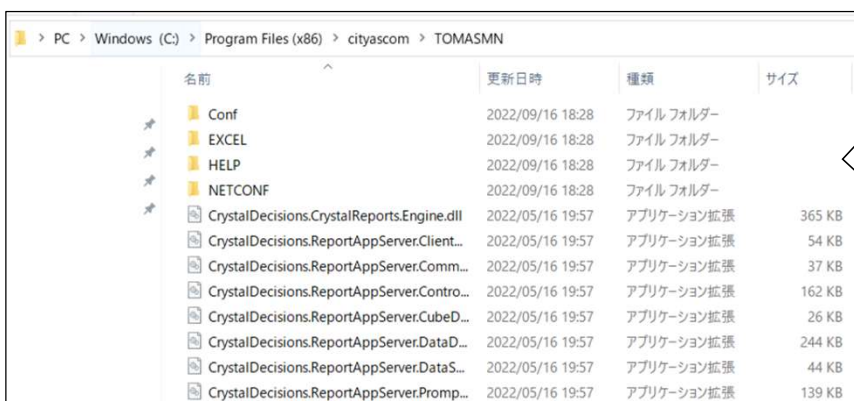 PC > Windows (C:) > Program Files (x86) > cityascom > TOMASMN
名前 更新日時 種類 サイズ
Conf 2022/09/16 18:28 ファイル フォルダー
EXCEL 2022/09/16 18:28 ファイル フォルダー
HELP 2022/09/16 18:28 ファイル フォルダー
NETCONF 2022/09/16 18:28 ファイル フォルダー
CrystalDecisions.CrystalReports.Engine.dll 2022/05/16 19:57 アプリケーション拡張 365 KB
CrystalDecisions.ReportAppServer.Client... 2022/05/16 19:57 アプリケーション拡張 54 KB
CrystalDecisions.ReportAppServer.Comm... 2022/05/16 19:57 アプリケーション拡張 37 KB
CrystalDecisions.ReportAppServer.Contro... 2022/05/16 19:57 アプリケーション拡張 162 KB
CrystalDecisions.ReportAppServer.CubeD... 2022/05/16 19:57 アプリケーション拡張 26 KB
CrystalDecisions.ReportAppServer.DataD... 2022/05/16 19:57 アプリケーション拡張 244 KB
CrystalDecisions.ReportAppServer.DataS... 2022/05/16 19:57 アプリケーション拡張 44 KB
CrystalDecisions.ReportAppServer.Promp... 2022/05/16 19:57 アプリケーション拡張 139 KB